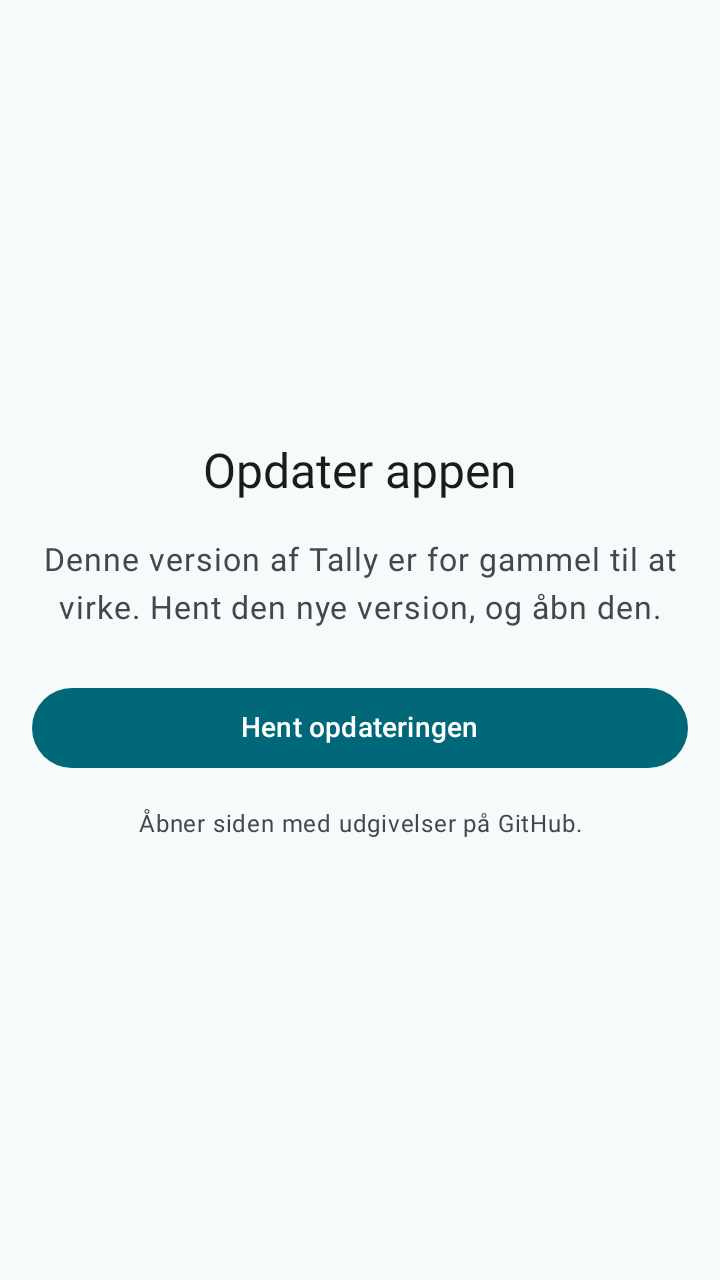 Opdater appen
Denne version af Tally er for gammel til at
virke. Hent den nye version, og åbn den.
Hent opdateringen
Åbner siden med udgivelser på GitHub.